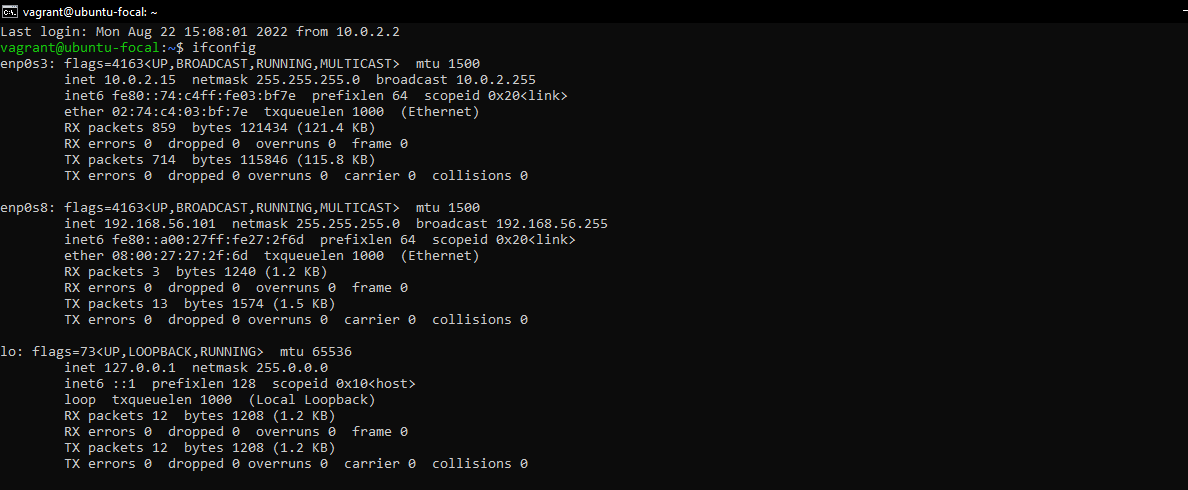 vagrant@ubuntu-focal: ~
Last login: Mon Aug 22 15:08:01 2022 from 10.0.2.2
vagrant@ubuntu-focal:~$ ifconfig
enp0s3: flags=4163<UP,BROADCAST,RUNNING,MULTICAST>  mtu 1500
        inet 10.0.2.15  netmask 255.255.255.0  broadcast 10.0.2.255
        inet6 fe80::74:c4ff:fe03:bf7e  prefixlen 64  scopeid 0x20<link>
        ether 02:74:c4:03:bf:7e  txqueuelen 1000  (Ethernet)
        RX packets 859  bytes 121434 (121.4 KB)
        RX errors 0  dropped 0  overruns 0  frame 0
        TX packets 714  bytes 115846 (115.8 KB)
        TX errors 0  dropped 0 overruns 0  carrier 0  collisions 0

enp0s8: flags=4163<UP,BROADCAST,RUNNING,MULTICAST>  mtu 1500
        inet 192.168.56.101  netmask 255.255.255.0  broadcast 192.168.56.255
        inet6 fe80::a00:27ff:fe27:2f6d  prefixlen 64  scopeid 0x20<link>
        ether 08:00:27:27:2f:6d  txqueuelen 1000  (Ethernet)
        RX packets 3  bytes 1240 (1.2 KB)
        RX errors 0  dropped 0  overruns 0  frame 0
        TX packets 13  bytes 1574 (1.5 KB)
        TX errors 0  dropped 0 overruns 0  carrier 0  collisions 0

lo: flags=73<UP,LOOPBACK,RUNNING>  mtu 65536
        inet 127.0.0.1  netmask 255.0.0.0
        inet6 ::1  prefixlen 128  scopeid 0x10<host>
        loop  txqueuelen 1000  (Local Loopback)
        RX packets 12  bytes 1208 (1.2 KB)
        RX errors 0  dropped 0  overruns 0  frame 0
        TX packets 12  bytes 1208 (1.2 KB)
        TX errors 0  dropped 0 overruns 0  carrier 0  collisions 0